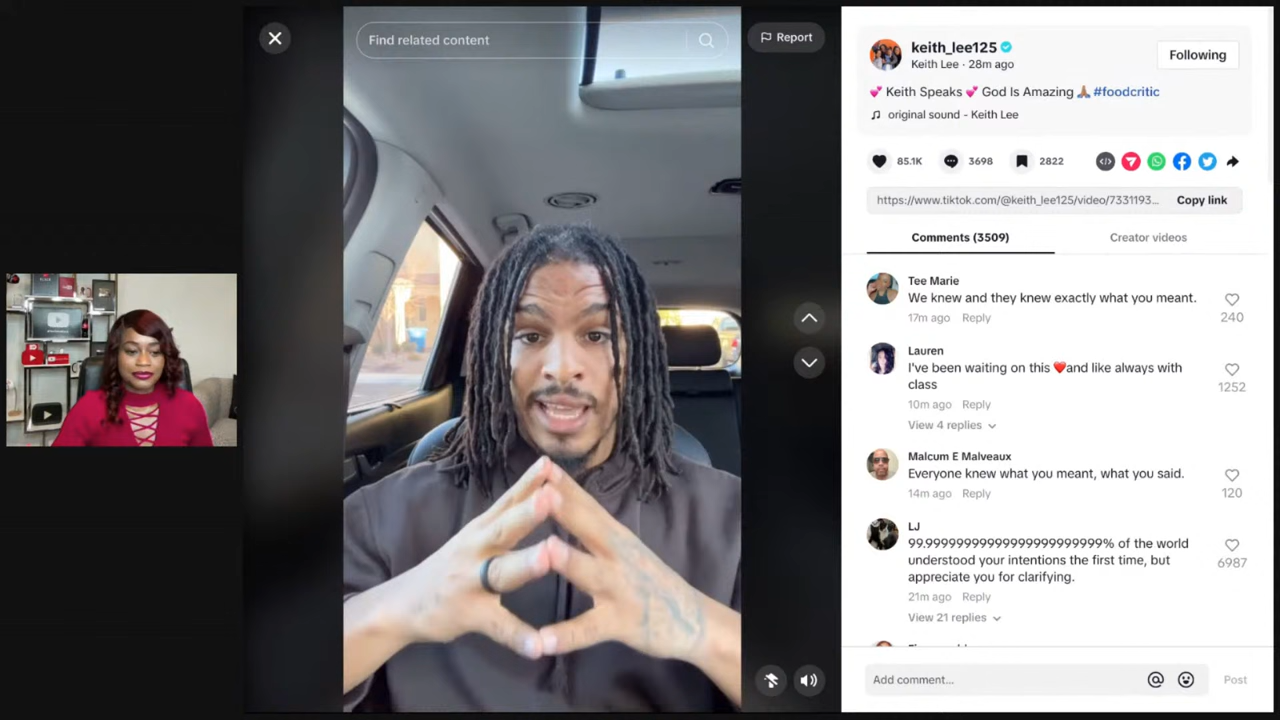 Find related content
Report
keith_lee125
Keith Lee · 28m ago
Following
💕 Keith Speaks 💕 God Is Amazing 🙏🏽 #foodcritic
original sound - Keith Lee
85.1K
3698
2822
https://www.tiktok.com/@keith_lee125/video/7331193...
Copy link
Comments (3509)
Creator videos
Tee Marie
We knew and they knew exactly what you meant.
17m ago Reply
240
Lauren
I've been waiting on this ❤️and like always with
class
10m ago Reply
1252
View 4 replies
Malcum E Malveaux
Everyone knew what you meant, what you said.
14m ago Reply
120
LJ
99.9999999999999999999999% of the world
understood your intentions the first time, but
appreciate you for clarifying.
21m ago Reply
6987
View 21 replies
Add comment...
Post